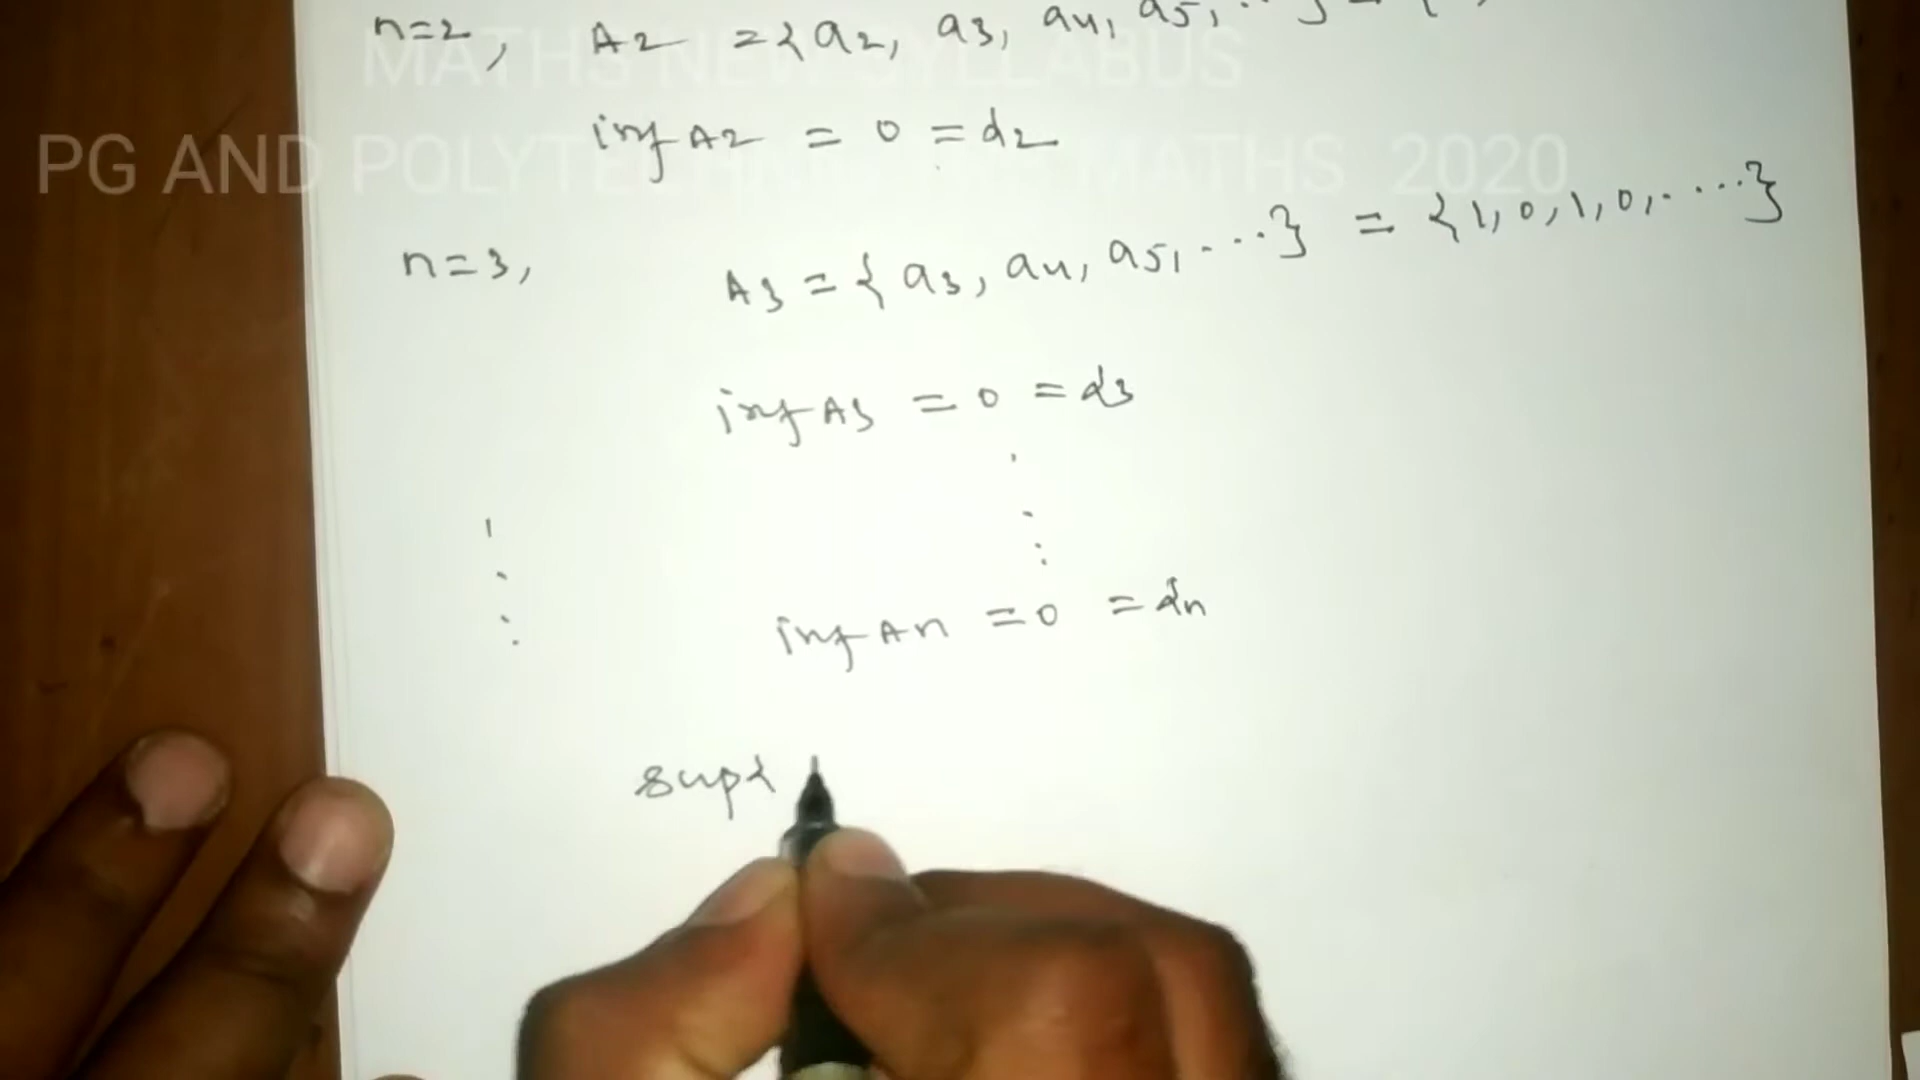 n=2, A2 = {a2, a3, a4, a5, ...} = {
MATHS NEW SYLLABUS
inf A2 = 0 = d2
PG AND POLYTECHNIC MATHS 2020
n=3, A3 = {a3, a4, a5, ....} = {1, 0, 1, 0, ....}
inf A3 = 0 = d3
inf An = 0 = dn
sup{